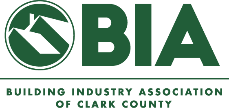 BIA
BUILDING INDUSTRY ASSOCIATION
OF CLARK COUNTY